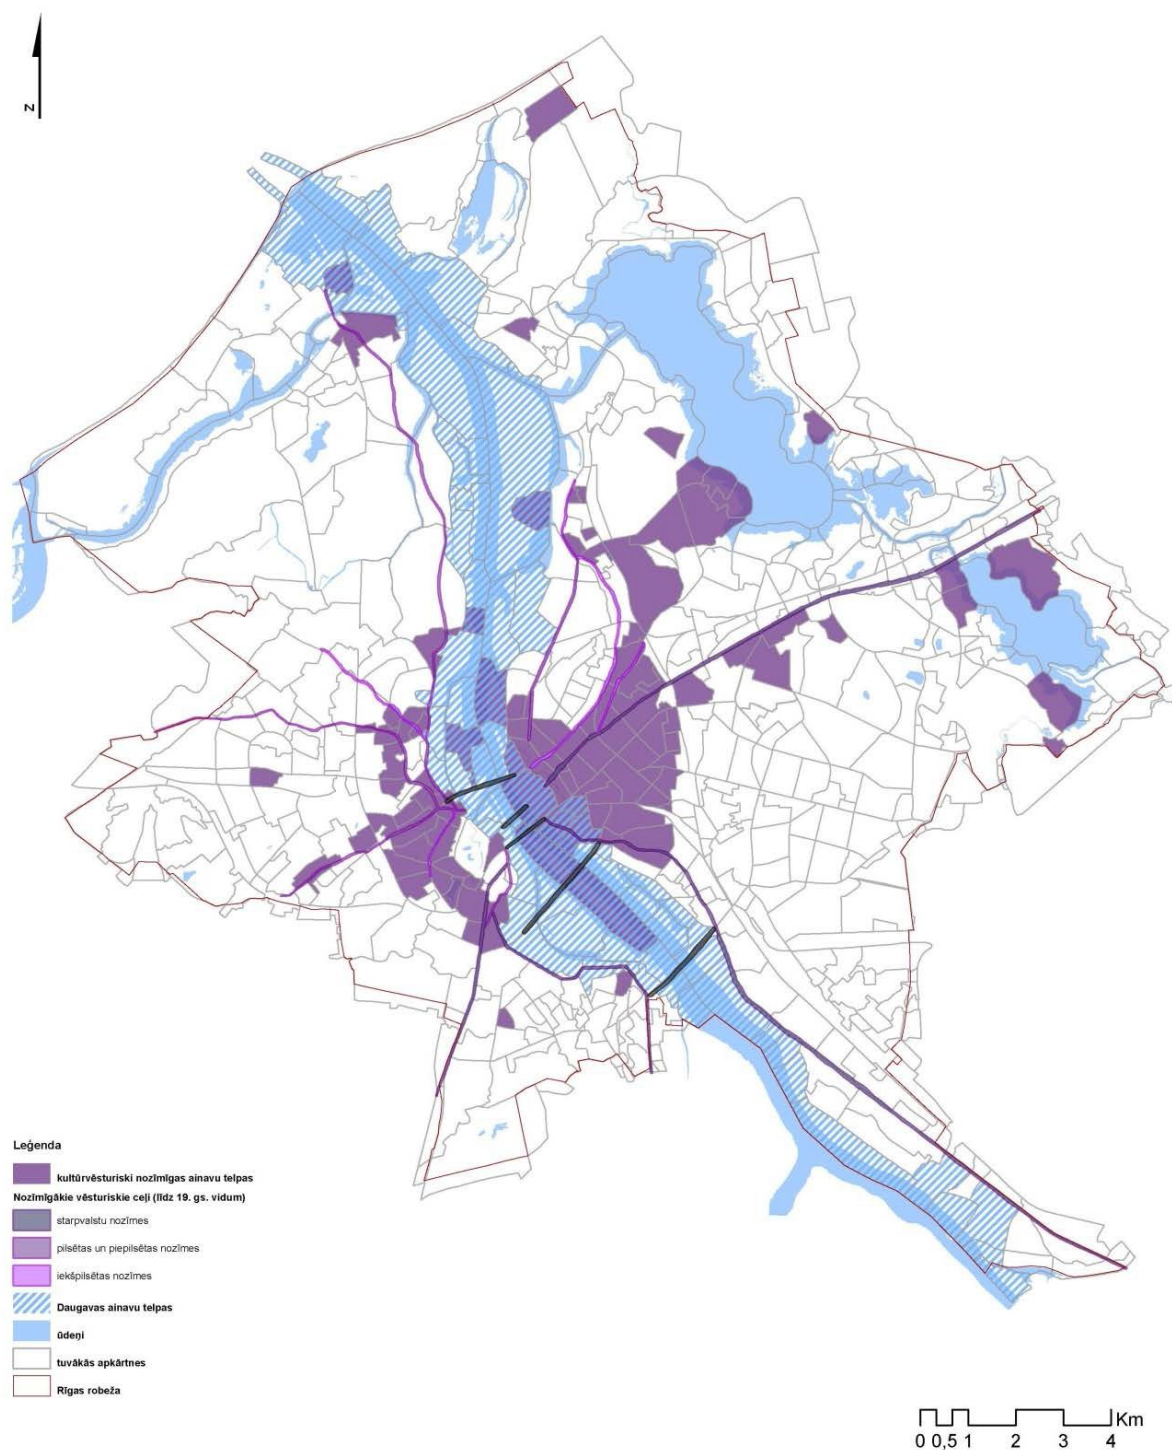 N
Leģenda
kultūrvēsturiski nozīmīgas ainavu telpas
Nozīmīgākie vēsturiskie ceļi (līdz 19. gs. vidum)
starpvalstu nozīmes
pilsētas un piepilsētas nozīmes
iekšpilsētas nozīmes
Daugavas ainavu telpas
ūdeņi
tuvākās apkārtnes
Rīgas robeža
Km
0 0,5 1 2 3 4